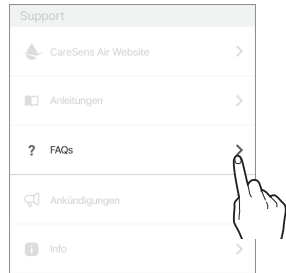 Support
CareSens Air Website
Anleitungen
? FAQs
Ankündigungen
Info